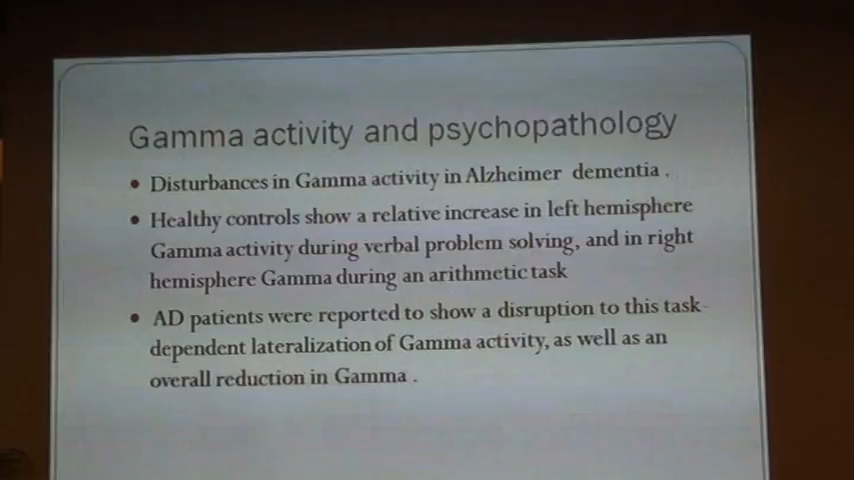 Gamma activity and psychopathology
• Disturbances in Gamma activity in Alzheimer dementia .
• Healthy controls show a relative increase in left hemisphere
Gamma activity during verbal problem solving, and in right
hemisphere Gamma during an arithmetic task
• AD patients were reported to show a disruption to this task-
dependent lateralization of Gamma activity, as well as an
overall reduction in Gamma .